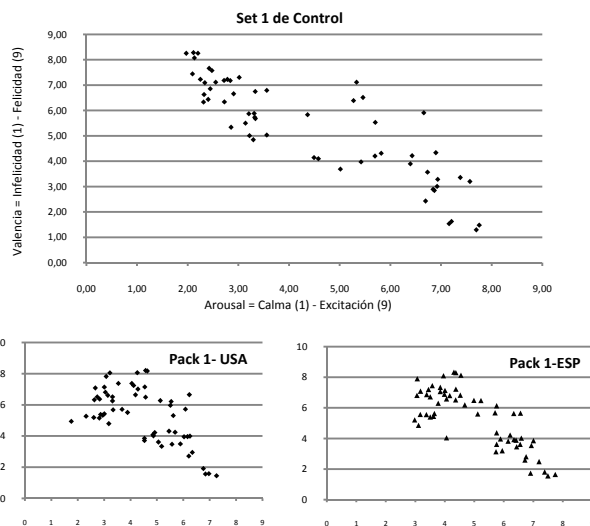 Set 1 de Control
Valencia = Infelicidad (1) - Felicidad (9)
9,00
8,00
7,00
6,00
5,00
4,00
3,00
2,00
1,00
0,00
0,00 1,00 2,00 3,00 4,00 5,00 6,00 7,00 8,00 9,00
Arousal = Calma (1) - Excitación (9)
Pack 1- USA
0
8
6
4
2
0
0 1 2 3 4 5 6 7 8 9
Pack 1-ESP
10
8
6
4
2
0
0 1 2 3 4 5 6 7 8